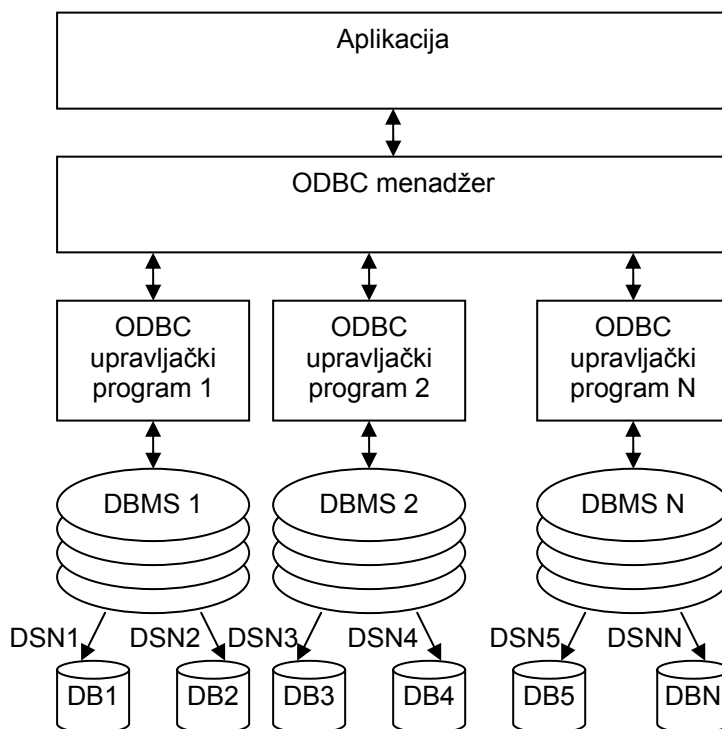 Aplikacija
ODBC menadžer
ODBC
upravljački
program 1
ODBC
upravljački
program 2
ODBC
upravljački
program N
DBMS 1
DBMS 2
DBMS N
DSN1
DSN2
DSN3
DSN4
DSN5
DSNN
DB1
DB2
DB3
DB4
DB5
DBN